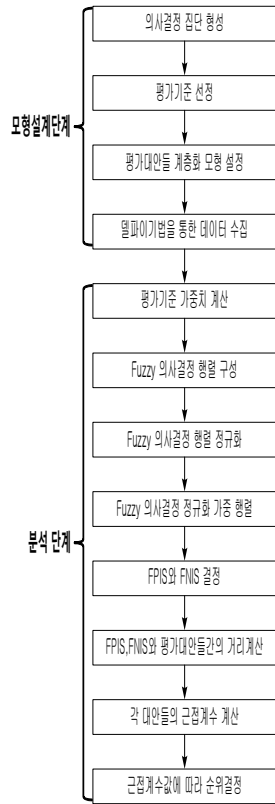 의사결정 집단 형성
평가기준 선정
모형설계단계
평가대안들 계층화 모형 설정
델파이기법을 통한 데이터 수집
평가기준 가중치 계산
Fuzzy 의사결정 행렬 구성
Fuzzy 의사결정 행렬 정규화
Fuzzy 의사결정 정규화 가중 행렬
분석 단계
FPIS와 FNIS 결정
FPIS,FNIS와 평가대안들간의 거리계산
각 대안들의 근접계수 계산
근접계수값에 따라 순위결정